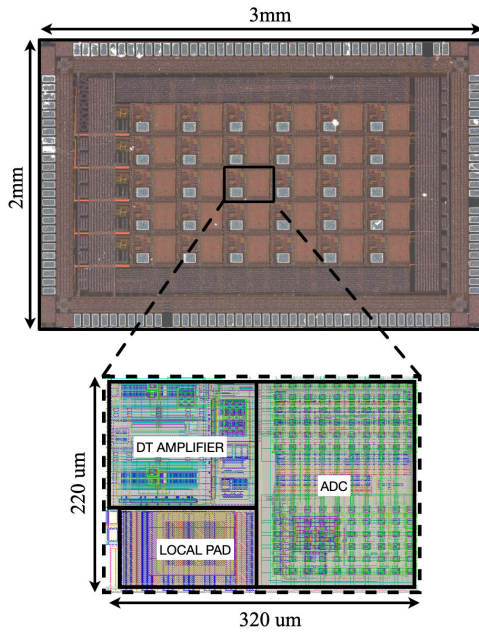 3mm
2mm
DT AMPLIFIER
ADC
LOCAL PAD
220 um
320 um